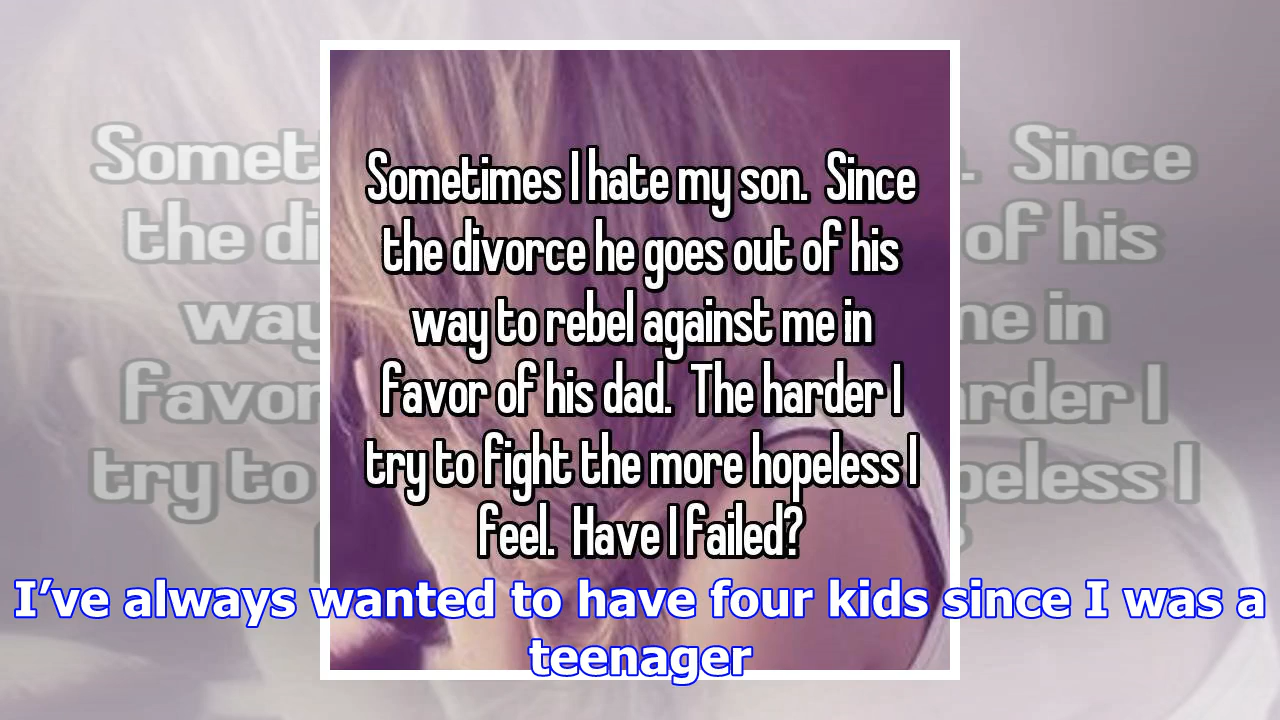 Sometimes I hate my son. Since
the divorce he goes out of his
way to rebel against me in
favor of his dad. The harder I
try to fight the more hopeless I
feel. Have I failed?
I’ve always wanted to have four kids since I was a
teenager